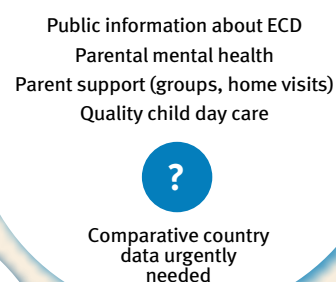 Public information about ECD
Parental mental health
Parent support (groups, home visits)
Quality child day care
?
Comparative country
data urgently
needed